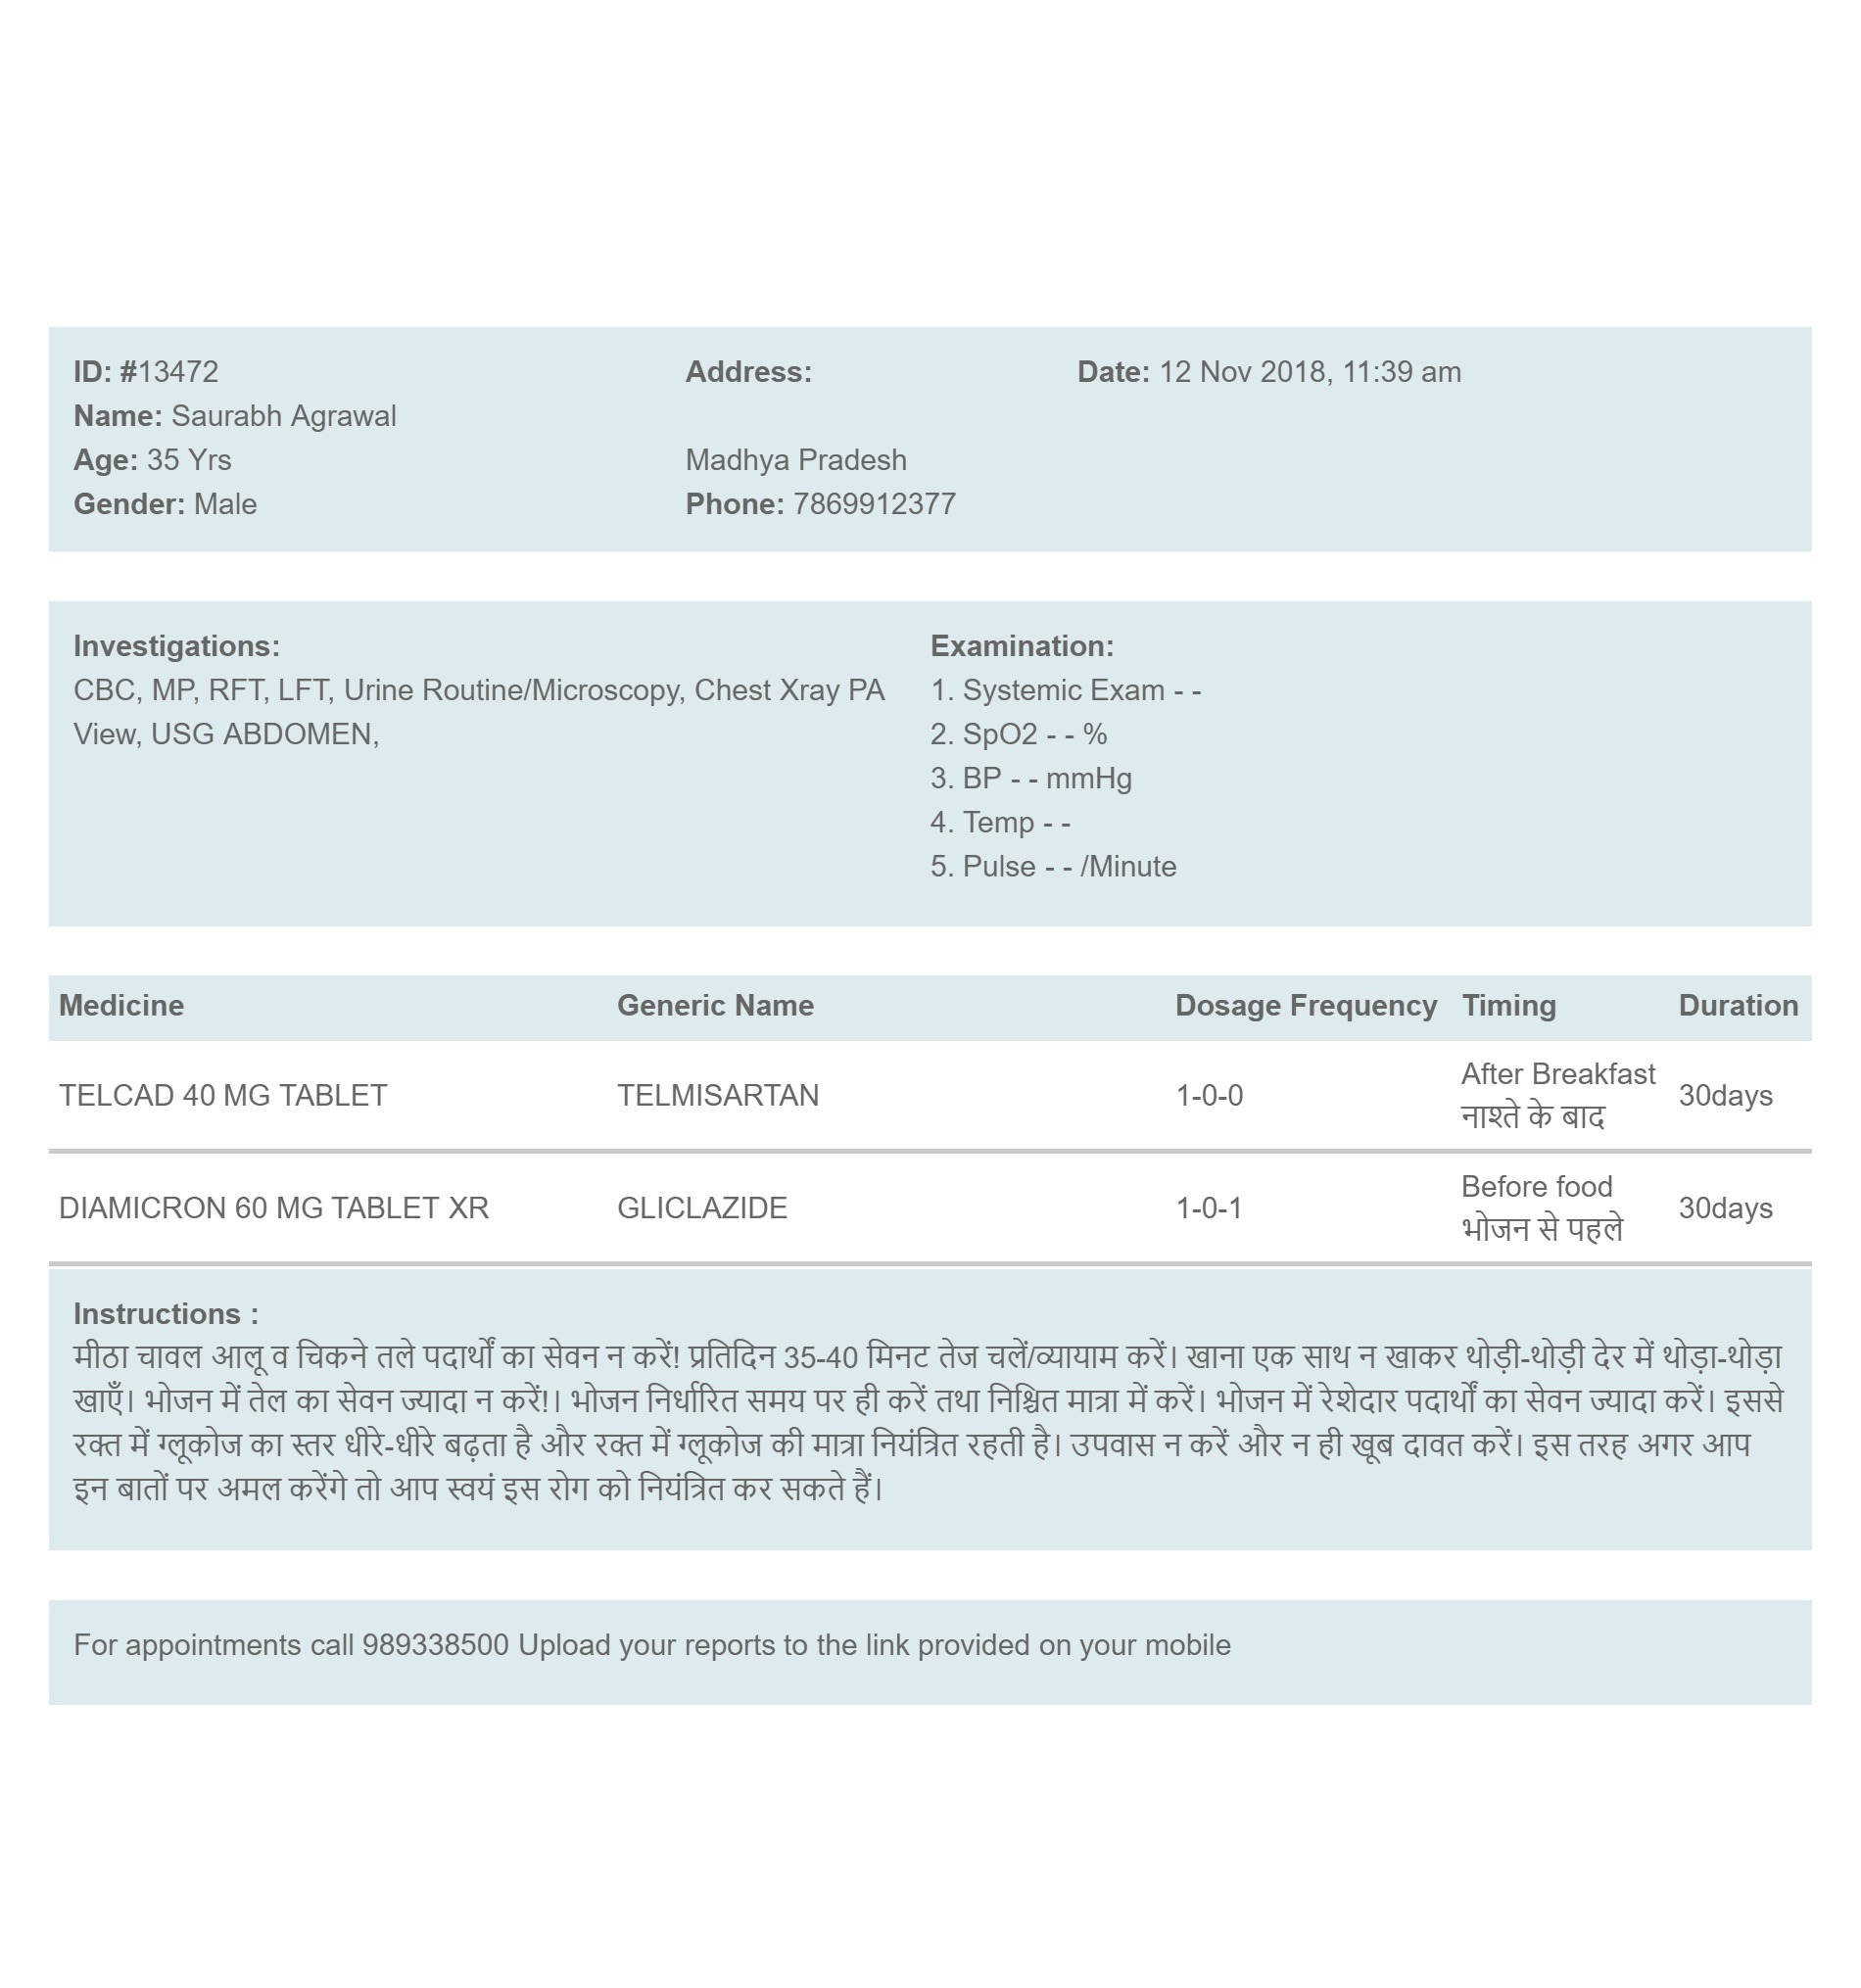 ID: #13472 Address: Date: 12 Nov 2018, 11:39 am
Name: Saurabh Agrawal
Age: 35 Yrs Madhya Pradesh
Gender: Male Phone: 7869912377
Investigations: Examination:
CBC, MP, RFT, LFT, Urine Routine/Microscopy, Chest Xray PA 1. Systemic Exam - -
View, USG ABDOMEN, 2. SpO2 - - %
3. BP - - mmHg
4. Temp - -
5. Pulse - - /Minute
Medicine Generic Name Dosage Frequency Timing Duration
TELCAD 40 MG TABLET TELMISARTAN 1-0-0 After Breakfast 30days
नाश्ते के बाद
DIAMICRON 60 MG TABLET XR GLICLAZIDE 1-0-1 Before food 30days
भोजन से पहले
Instructions :
मीठा चावल आलू व चिकने तले पदार्थों का सेवन न करें! प्रतिदिन 35-40 मिनट तेज चलें/व्यायाम करें। खाना एक साथ न खाकर थोड़ी-थोड़ी देर में थोड़ा-थोड़ा
खाएँ। भोजन में तेल का सेवन ज्यादा न करें!। भोजन निर्धारित समय पर ही करें तथा निश्चित मात्रा में करें। भोजन में रेशेदार पदार्थों का सेवन ज्यादा करें। इससे
रक्त में ग्लूकोज का स्तर धीरे-धीरे बढ़ता है और रक्त में ग्लूकोज की मात्रा नियंत्रित रहती है। उपवास न करें और न ही खूब दावत करें। इस तरह अगर आप
इन बातों पर अमल करेंगे तो आप स्वयं इस रोग को नियंत्रित कर सकते हैं।
For appointments call 989338500 Upload your reports to the link provided on your mobile